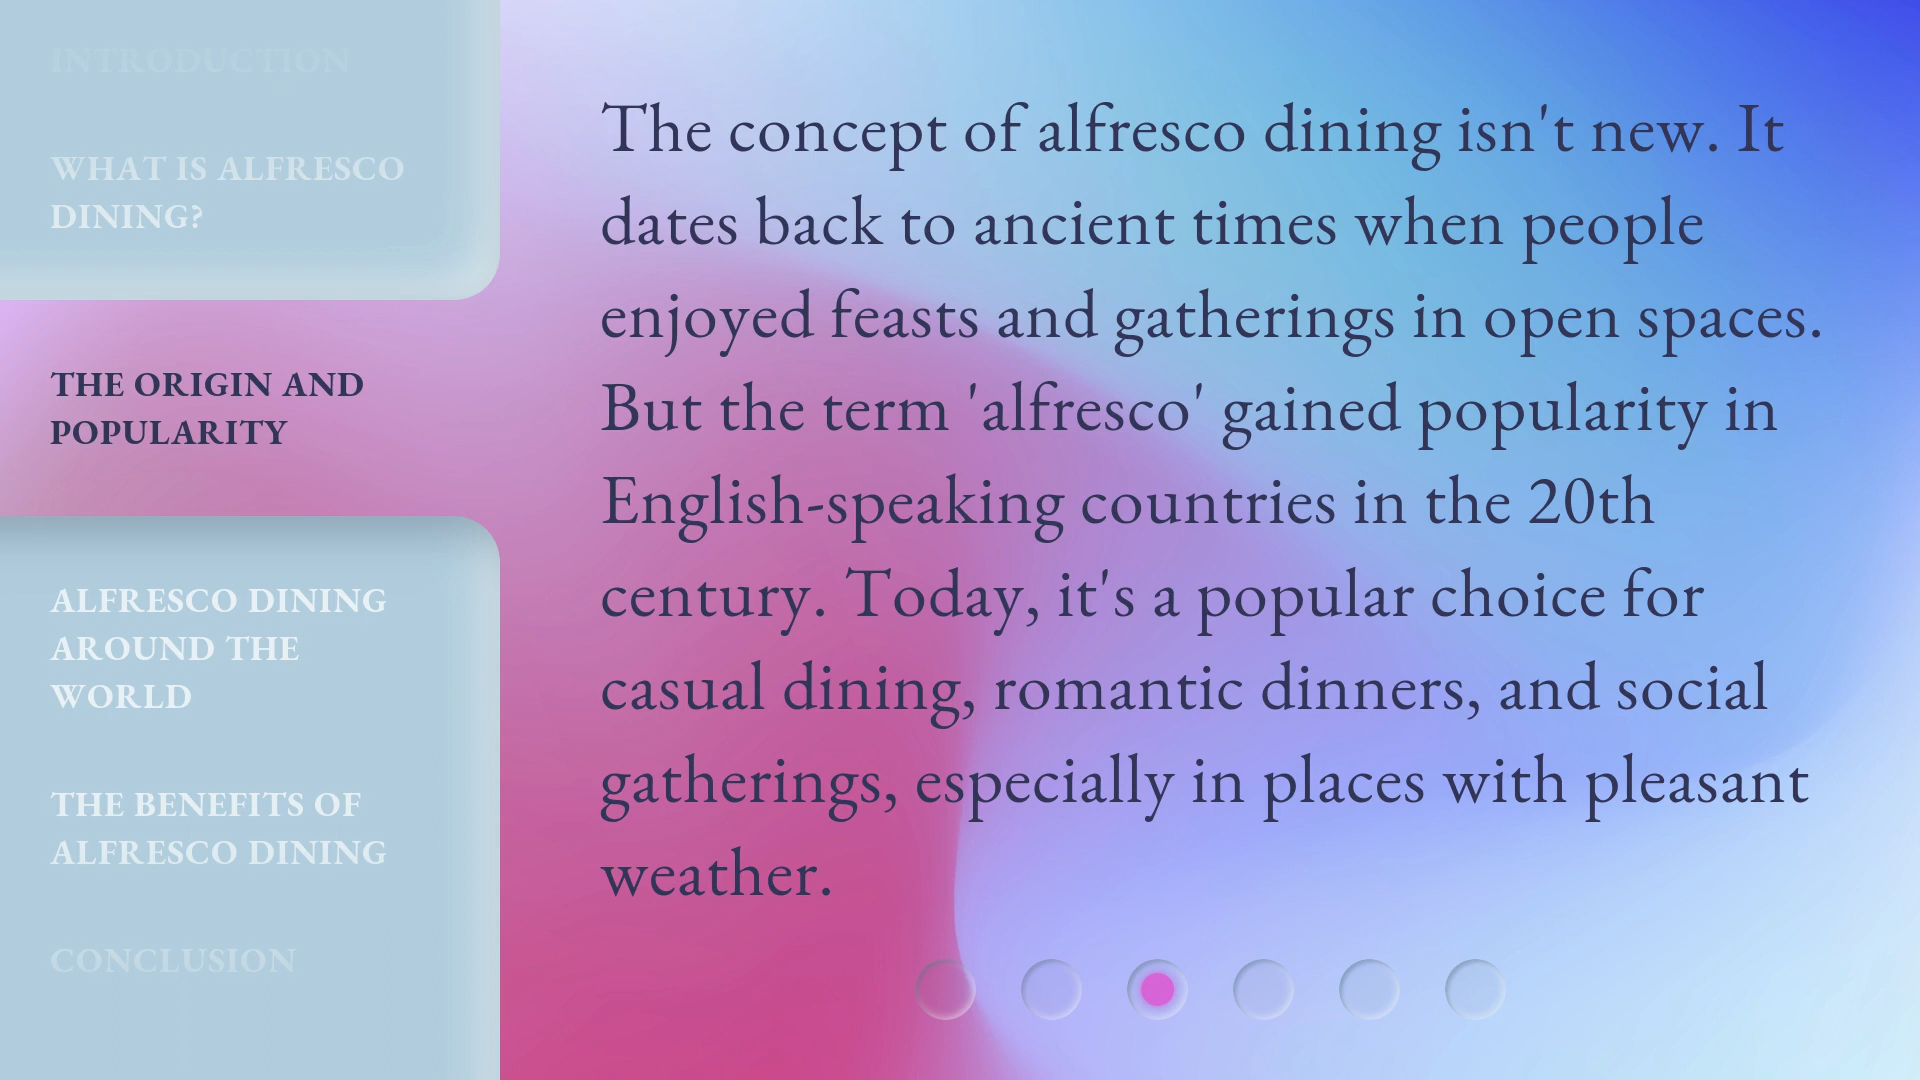 INTRODUCTION
WHAT IS ALFRESCO
DINING?
THE ORIGIN AND
POPULARITY
ALFRESCO DINING
AROUND THE
WORLD
THE BENEFITS OF
ALFRESCO DINING
CONCLUSION
The concept of alfresco dining isn't new. It
dates back to ancient times when people
enjoyed feasts and gatherings in open spaces.
But the term 'alfresco' gained popularity in
English-speaking countries in the 20th
century. Today, it's a popular choice for
casual dining, romantic dinners, and social
gatherings, especially in places with pleasant
weather.